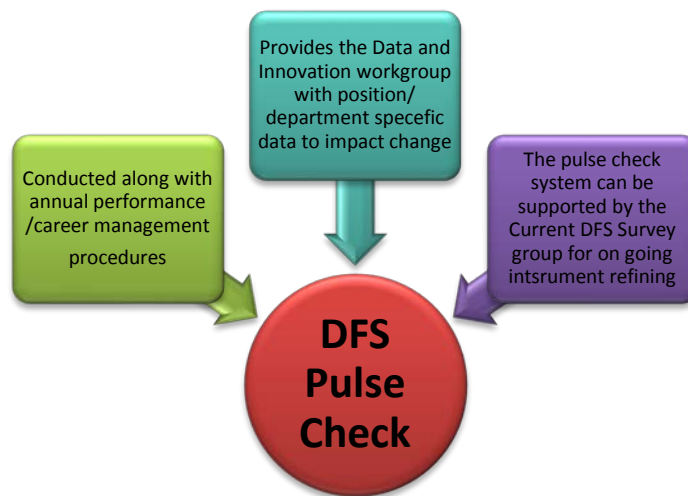 Conducted along with
annual performance
/career management
procedures
Provides the Data and
Innovation workgroup
with position/
department specefic
data to impact change
The pulse check
system can be
supported by the
Current DFS Survey
group for on going
intsrument refining
DFS
Pulse
Check